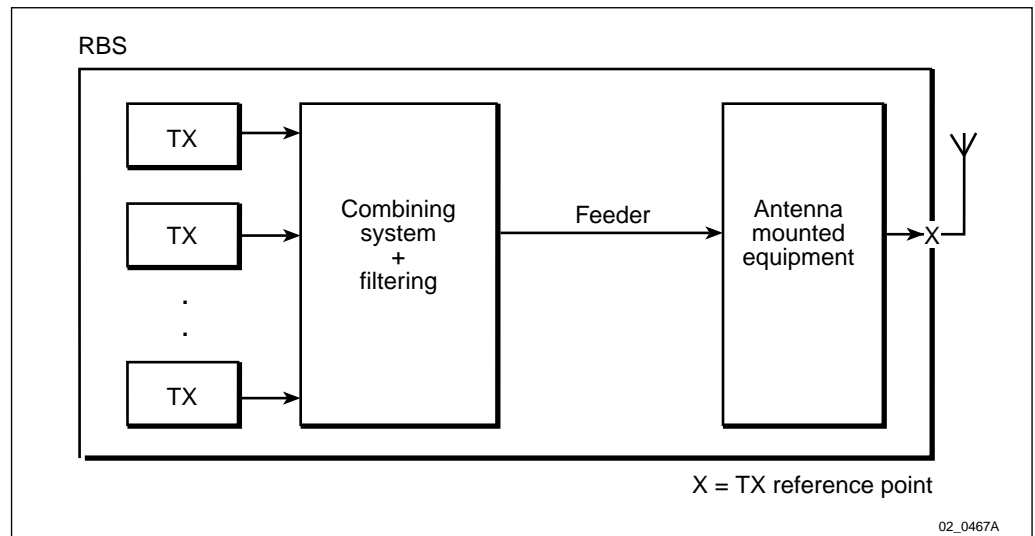 RBS
TX
TX
.
.
TX
Combining
system
+
filtering
Feeder
Antenna
mounted
equipment
X
X = TX reference point
02_0467A